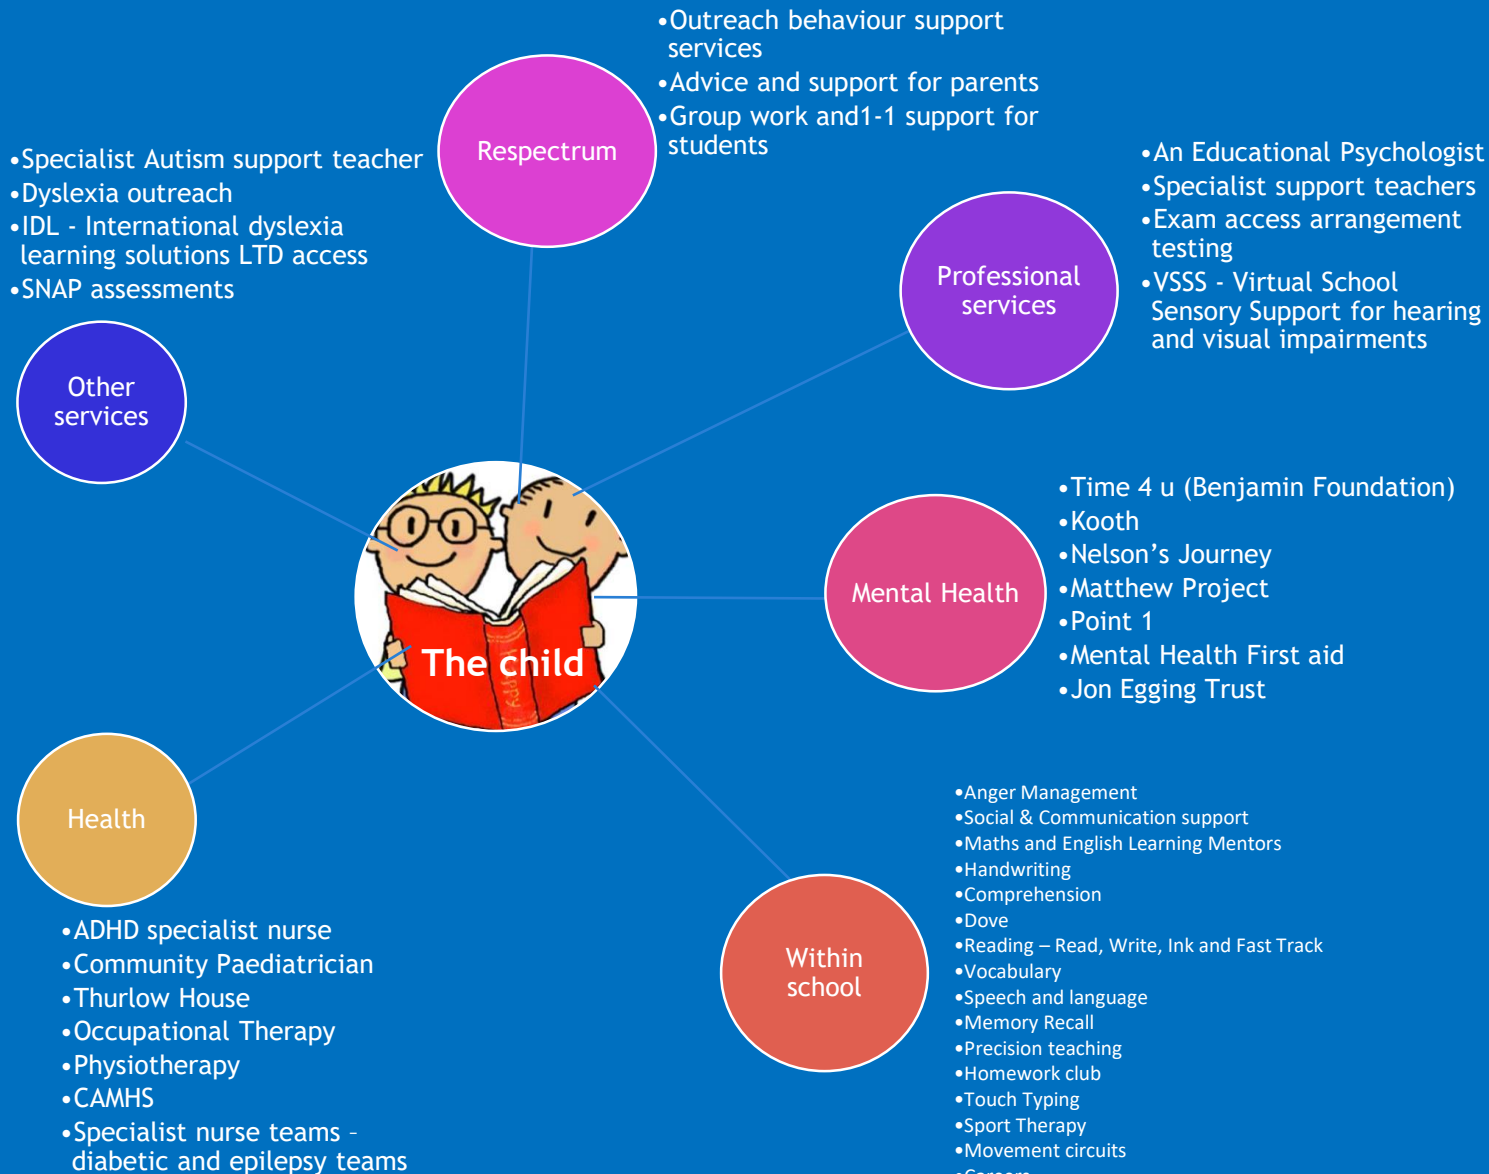 •Outreach behaviour support
services
•Advice and support for parents
•Group work and1-1 support for
students
Respectrum
•Specialist Autism support teacher
•Dyslexia outreach
•IDL - International dyslexia
learning solutions LTD access
•SNAP assessments
Other
services
•An Educational Psychologist
•Specialist support teachers
•Exam access arrangement
testing
•VSSS - Virtual School
Sensory Support for hearing
and visual impairments
Professional
services
•Time 4 u (Benjamin Foundation)
•Kooth
•Nelson's Journey
•Matthew Project
•Point 1
•Mental Health First aid
•Jon Egging Trust
Mental Health
The child
Health
•ADHD specialist nurse
•Community Paediatrician
•Thurlow House
•Occupational Therapy
•Physiotherapy
•CAMHS
•Specialist nurse teams –
diabetic and epilepsy teams
Within
school
•Anger Management
•Social & Communication support
•Maths and English Learning Mentors
•Handwriting
•Comprehension
•Dove
•Reading – Read, Write, Ink and Fast Track
•Vocabulary
•Speech and language
•Memory Recall
•Precision teaching
•Homework club
•Touch Typing
•Sport Therapy
•Movement circuits